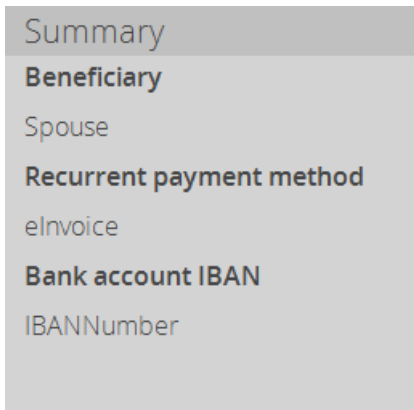 Summary
Beneficiary
Spouse
Recurrent payment method
eInvoice
Bank account IBAN
IBANNumber